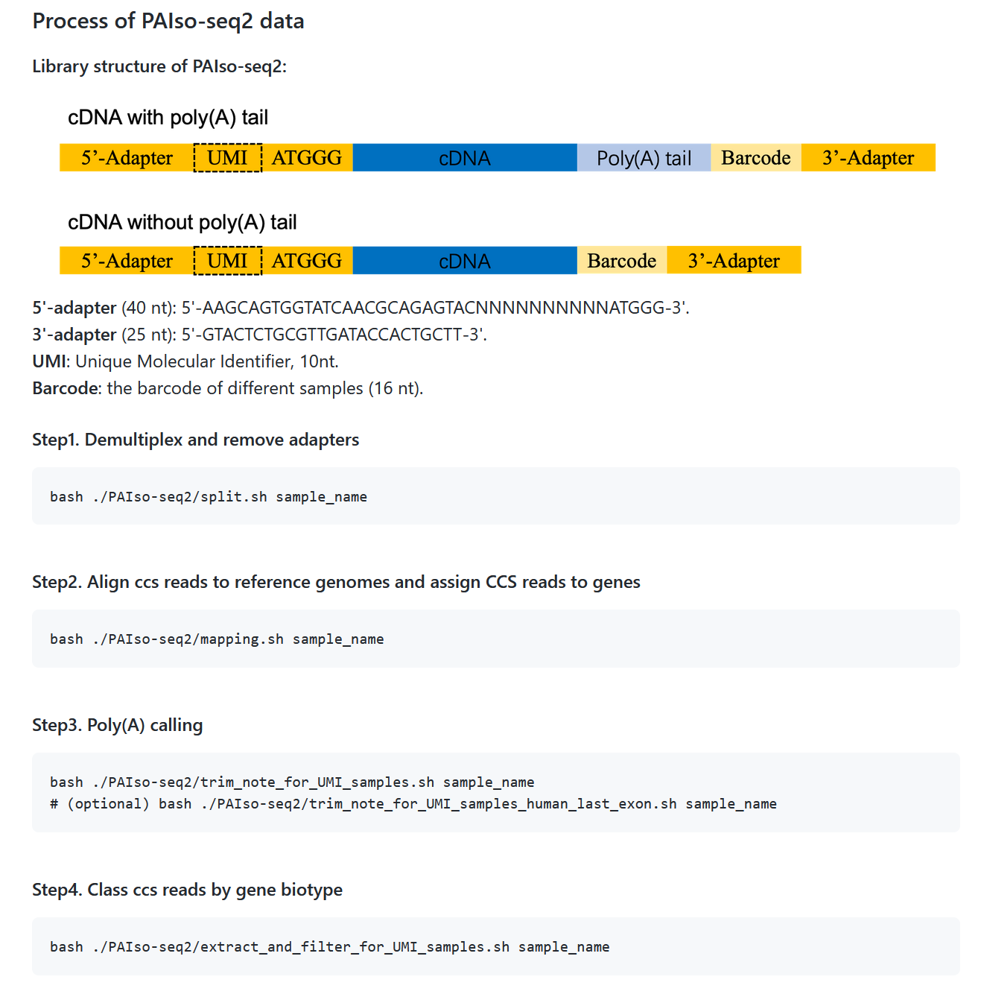 Process of PAIso-seq2 data
Library structure of PAIso-seq2:
cDNA with poly(A) tail
5’-Adapter UMI ATGGG cDNA Poly(A) tail Barcode 3’-Adapter
cDNA without poly(A) tail
5’-Adapter UMI ATGGG cDNA Barcode 3’-Adapter
5'-adapter (40 nt): 5'-AAGCAGTGGTATCAACGCAGAGTACNNNNNNNNNNATGGG-3'.
3'-adapter (25 nt): 5'-GTACTCTGCGTTGATACCACTGCTT-3'.
UMI: Unique Molecular Identifier, 10nt.
Barcode: the barcode of different samples (16 nt).
Step1. Demultiplex and remove adapters
bash ./PAIso-seq2/split.sh sample_name
Step2. Align ccs reads to reference genomes and assign CCS reads to genes
bash ./PAIso-seq2/mapping.sh sample_name
Step3. Poly(A) calling
bash ./PAIso-seq2/trim_note_for_UMI_samples.sh sample_name
# (optional) bash ./PAIso-seq2/trim_note_for_UMI_samples_human_last_exon.sh sample_name
Step4. Class ccs reads by gene biotype
bash ./PAIso-seq2/extract_and_filter_for_UMI_samples.sh sample_name